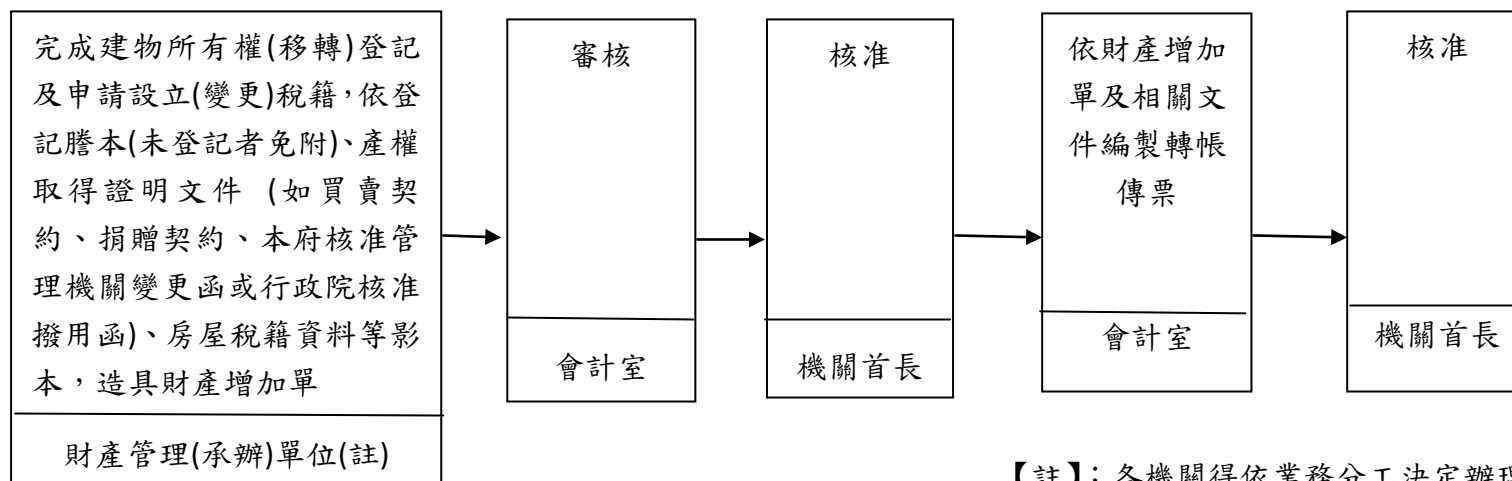 完成建物所有權(移轉)登記
及申請設立(變更)稅籍,依登
記謄本(未登記者免附)、產權
取得證明文件 (如買賣契
約、捐贈契約、本府核准管
理機關變更函或行政院核准
撥用函)、房屋稅籍資料等影
本,造具財產增加單
財產管理(承辦)單位(註)
審核
會計室
核准
機關首長
依財產增加
單及相關文
件編製轉帳
傳票
會計室
核准
機關首長
【註】:各機關得依業務分工決定辦理